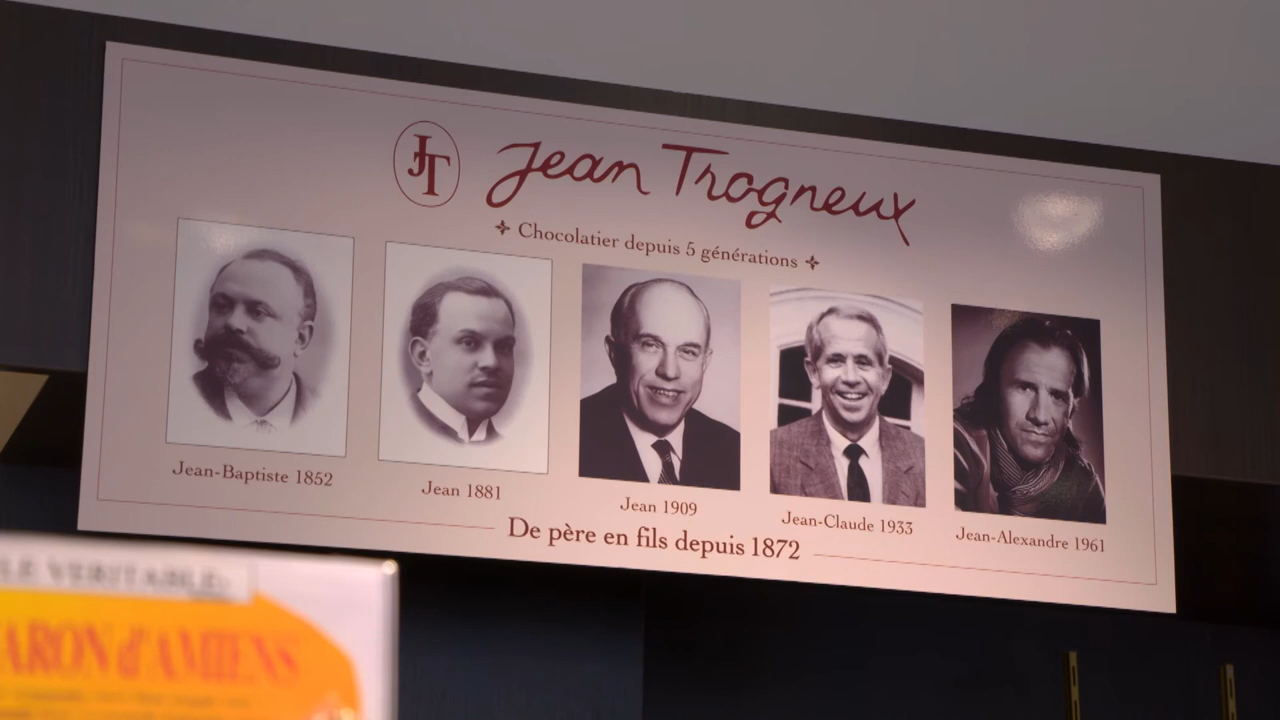 JT
Jean Trogneux
Chocolatier depuis 5 générations
Jean-Baptiste 1852
Jean 1881
Jean 1909
Jean-Claude 1933
Jean-Alexandre 1961
De père en fils depuis 1872
LE VERITABLE
ARON d'AMIENS